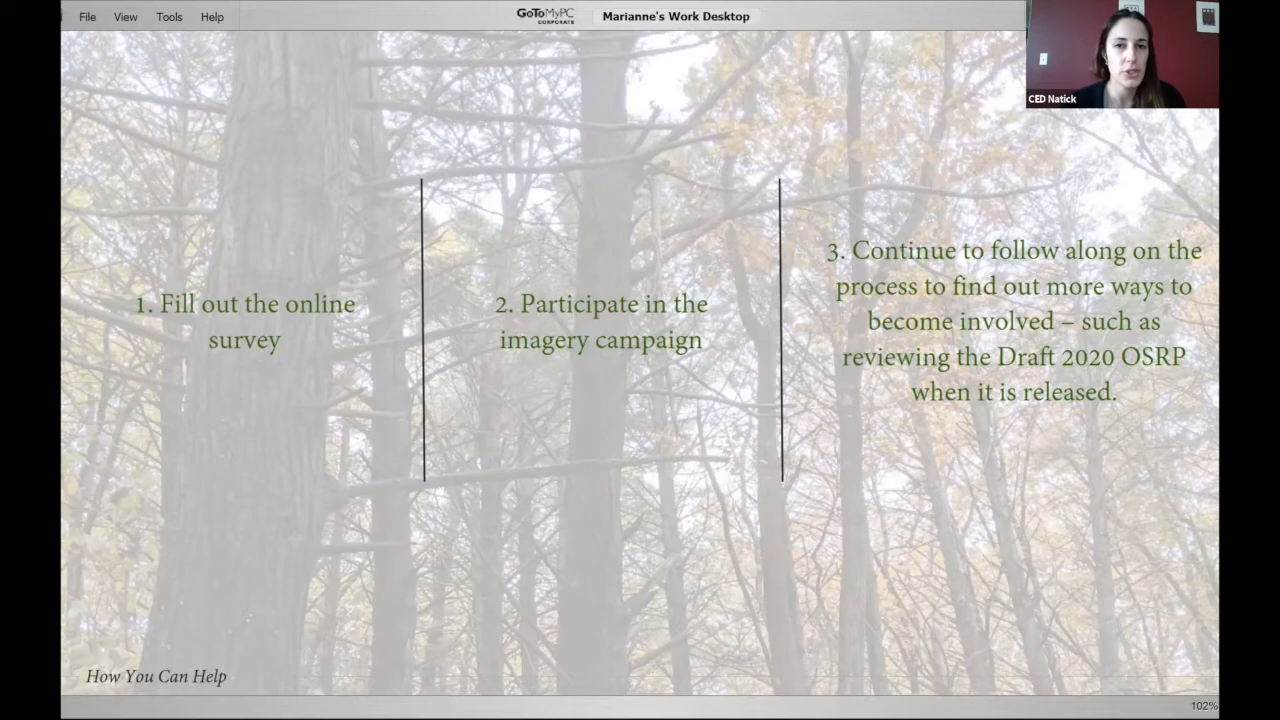 File View Tools Help
GoToMyPC
CORPORATE
Marianne's Work Desktop
CED Natick
1. Fill out the online
survey
2. Participate in the
imagery campaign
3. Continue to follow along on the
process to find out more ways to
become involved – such as
reviewing the Draft 2020 OSRP
when it is released.
How You Can Help
102%